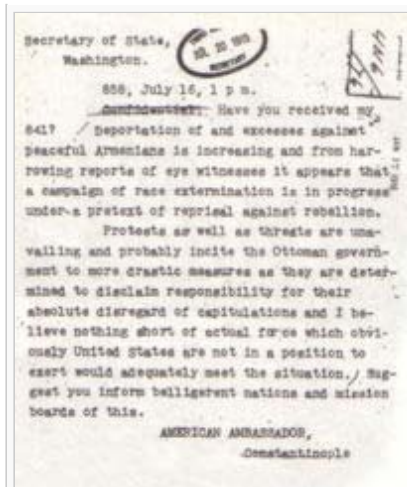 Secretary of State,
Washington.
858, July 16, 1 p m.
Confidential. Have you received my
841? Deportation of and excesses against
peaceful Armenians is increasing and from har-
rowing reports of eye witnesses it appears that
a campaign of race extermination is in progress
under a pretext of reprisal against rebellion.
Protests as well as threats are una-
vailing and probably incite the Ottoman govern-
ment to more drastic measures as they are deter-
mined to disclaim responsibility for their
absolute disregard of capitulations and I be-
lieve nothing short of actual force which obvi-
ously United States are not in a position to
exert would adequately meet the situation. Sug-
gest you inform belligerent nations and mission
boards of this.
AMERICAN AMBASSADOR,
Constantinople